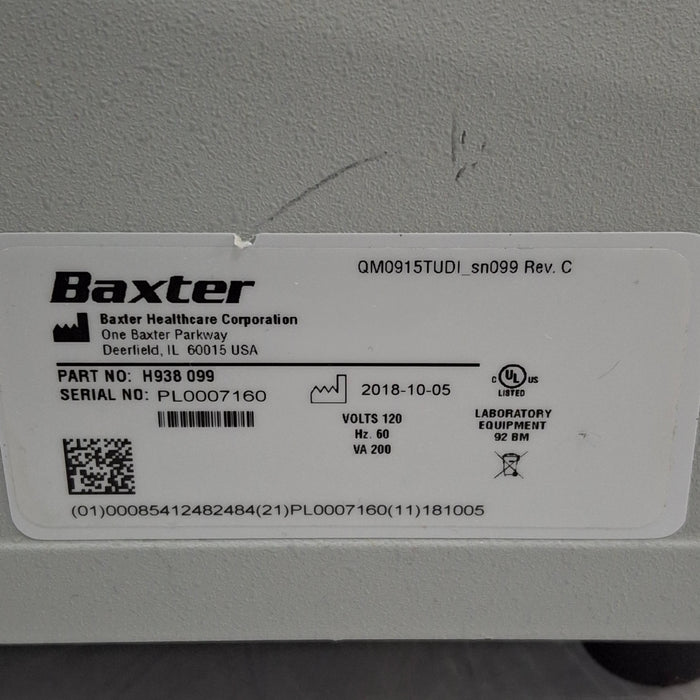 QM0915TUDI_sn099 Rev. C
Baxter
Baxter Healthcare Corporation
One Baxter Parkway
Deerfield, IL 60015 USA
PART NO: H938 099
SERIAL NO: PL0007160
2018-10-05
VOLTS 120
Hz. 60
VA 200
C UL US
LISTED
LABORATORY
EQUIPMENT
92 BM
(01)00085412482484(21)PL0007160(11)181005